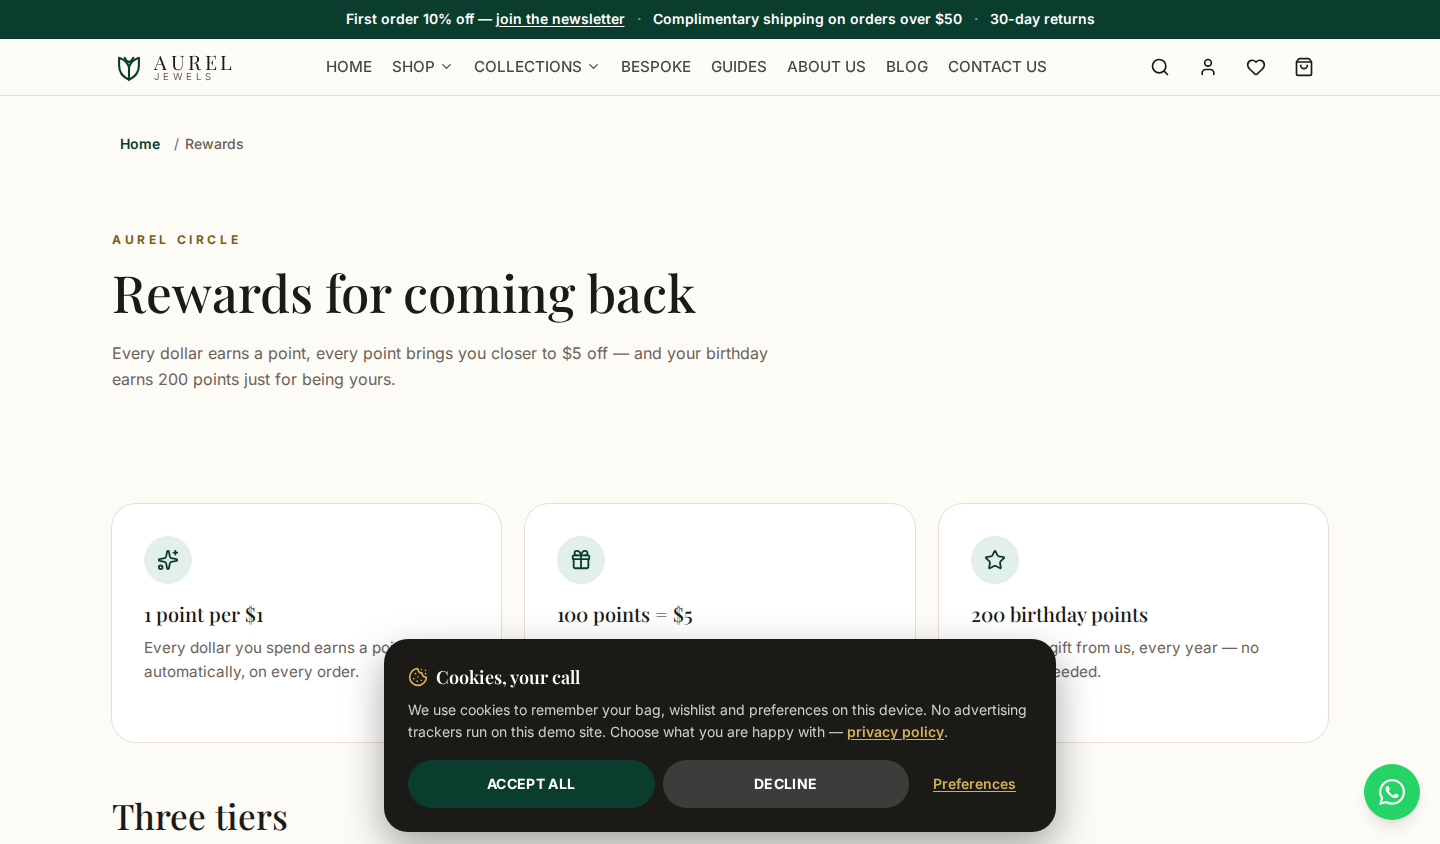 First order 10% off — join the newsletter · Complimentary shipping on orders over $50 · 30-day returns
AUREL
JEWELS
HOME SHOP COLLECTIONS BESPOKE GUIDES ABOUT US BLOG CONTACT US
Home / Rewards
AUREL CIRCLE
Rewards for coming back
Every dollar earns a point, every point brings you closer to $5 off — and your birthday
earns 200 points just for being yours.
1 point per $1
Every dollar you spend earns a
automatically, on every order.
100 points = $5
200 birthday points
gift from us, every year — no
Cookies, your call
We use cookies to remember your bag, wishlist and preferences on this device. No advertising
trackers run on this demo site. Choose what you are happy with — privacy policy.
ACCEPT ALL
DECLINE
Preferences
Three tiers